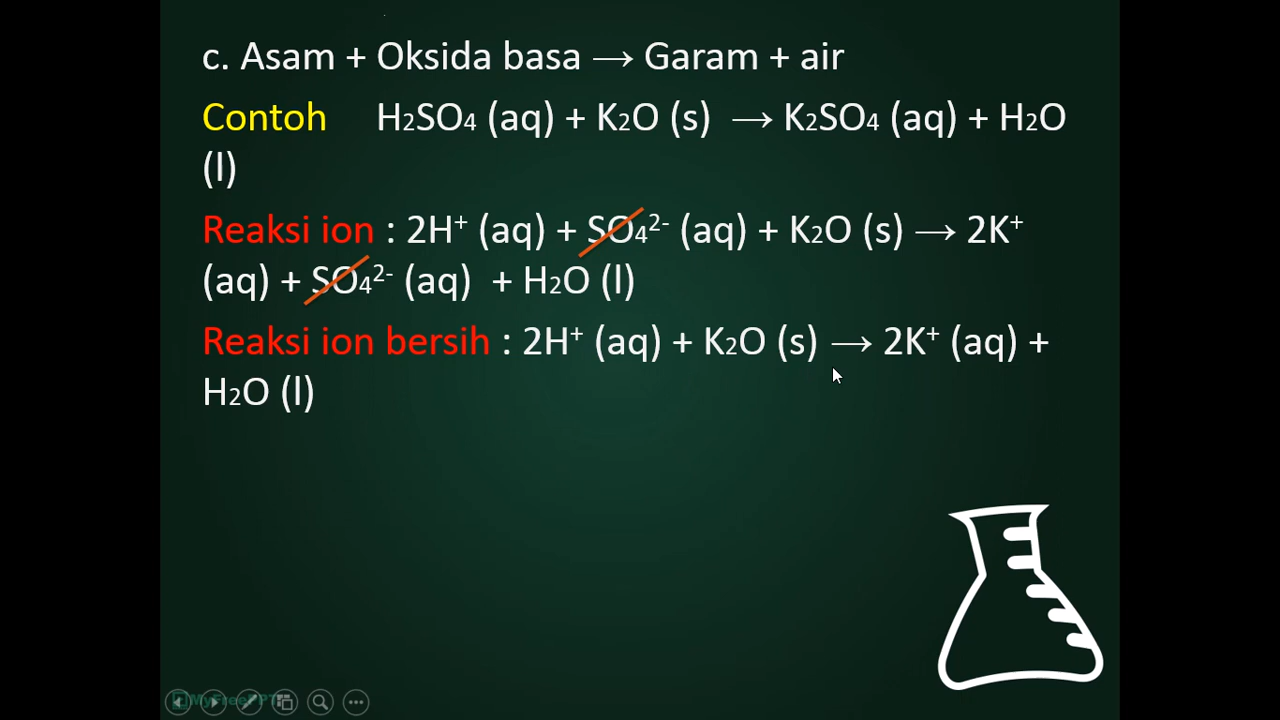 c. Asam + Oksida basa → Garam + air
Contoh H₂SO₄ (aq) + K₂O (s) → K₂SO₄ (aq) + H₂O
(l)
Reaksi ion : 2H⁺ (aq) + SO₄²⁻ (aq) + K₂O (s) → 2K⁺
(aq) + SO₄²⁻ (aq) + H₂O (l)
Reaksi ion bersih : 2H⁺ (aq) + K₂O (s) → 2K⁺ (aq) +
H₂O (l)